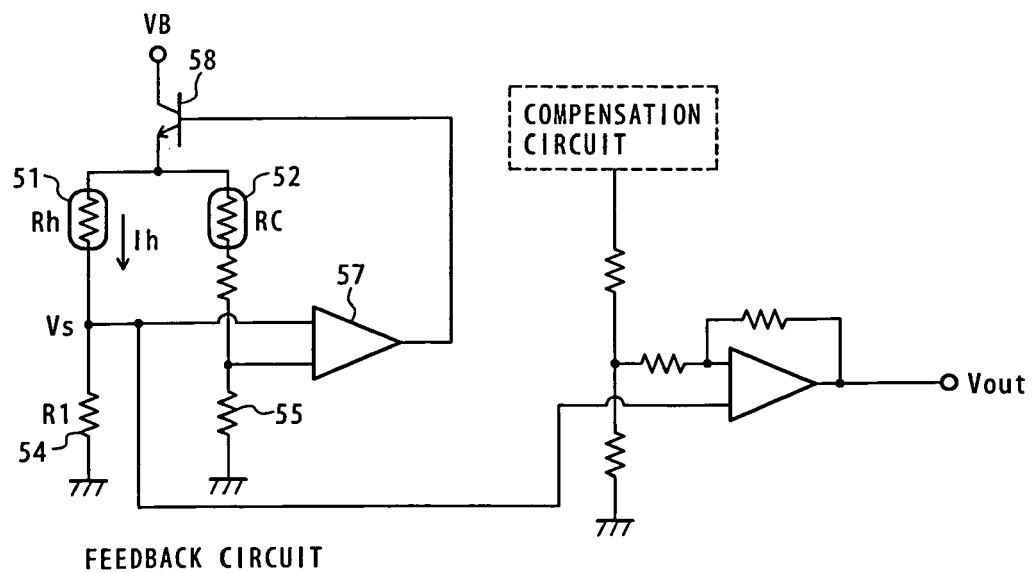 VB
58
COMPENSATION
CIRCUIT
51
52
Rh
Ih
RC
57
Vs
Vout
R1
55
54
FEEDBACK CIRCUIT